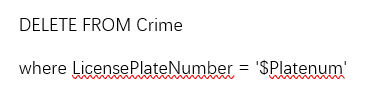 DELETE FROM Crime
where LicensePlateNumber = '$Platenum'